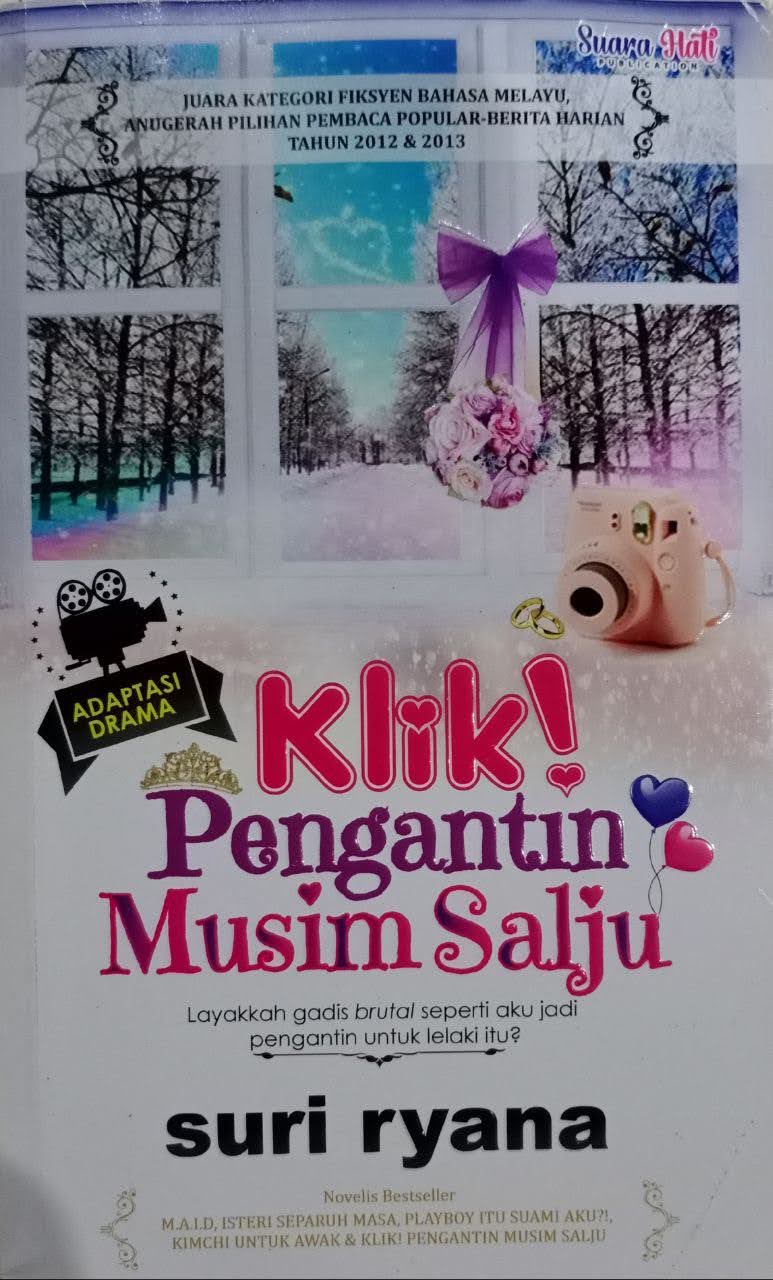 Suara Hati
PUBLICATION
JUARA KATEGORI FIKSYEN BAHASA MELAYU,
ANUGERAH PILIHAN PEMBACA POPULAR-BERITA HARIAN
TAHUN 2012 & 2013
ADAPTASI
DRAMA
Klik!
Pengantin
Musim Salju
Layakkah gadis brutal seperti aku jadi
pengantin untuk lelaki itu?
suri ryana
Novelis Bestseller
M.A.I.D, ISTERI SEPARUH MASA, PLAYBOY ITU SUAMI AKU?!,
KIMCHI UNTUK AWAK & KLIK! PENGANTIN MUSIM SALJU